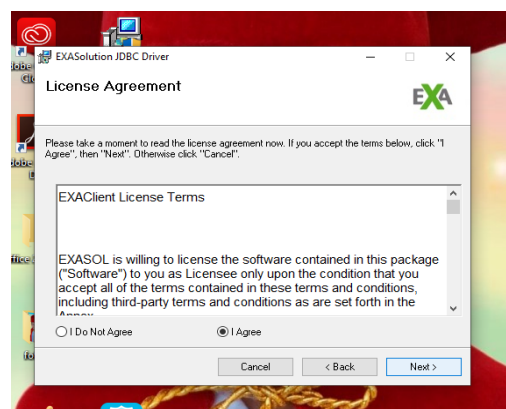 EXASolution JDBC Driver
License Agreement
EXA
Please take a moment to read the license agreement now. If you accept the terms below, click "I
Agree", then "Next". Otherwise click "Cancel".
EXAClient License Terms
EXASOL is willing to license the software contained in this package
("Software") to you as Licensee only upon the condition that you
accept all of the terms contained in these terms and conditions,
including third-party terms and conditions as are set forth in the
I Do Not Agree
I Agree
Cancel
< Back
Next >